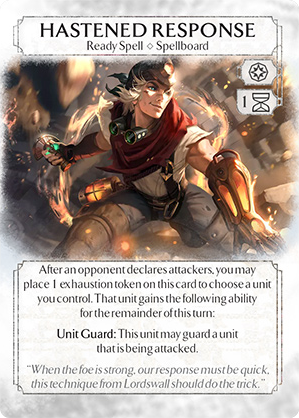 HASTENED RESPONSE
Ready Spell ⬦ Spellboard
1
After an opponent declares attackers, you may
place 1 exhaustion token on this card to choose a unit
you control. That unit gains the following ability
for the remainder of this turn:
Unit Guard: This unit may guard a unit
that is being attacked.
“When the foe is strong, our response must be quick,
this technique from Lordswall should do the trick.”